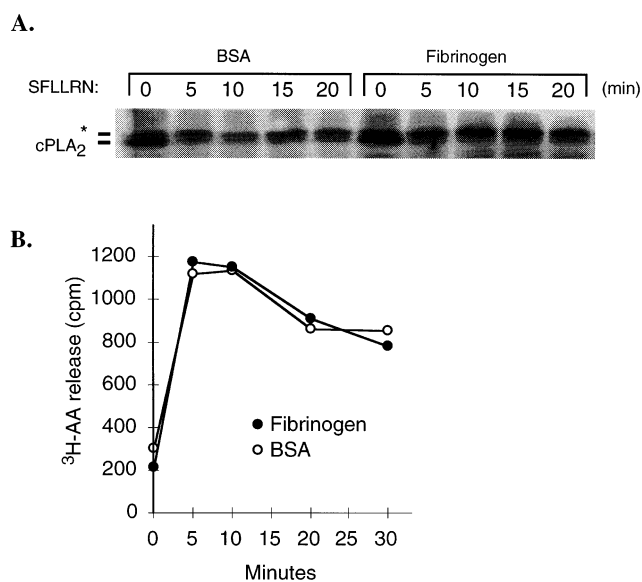 A.
BSA Fibrinogen
SFLLRN: 0 5 10 15 20 0 5 10 15 20 (min)
*
cPLA2
B.
1200
1000
800
600
400
200
0
³H-AA release (cpm)
Fibrinogen
BSA
0 5 10 15 20 25 30
Minutes